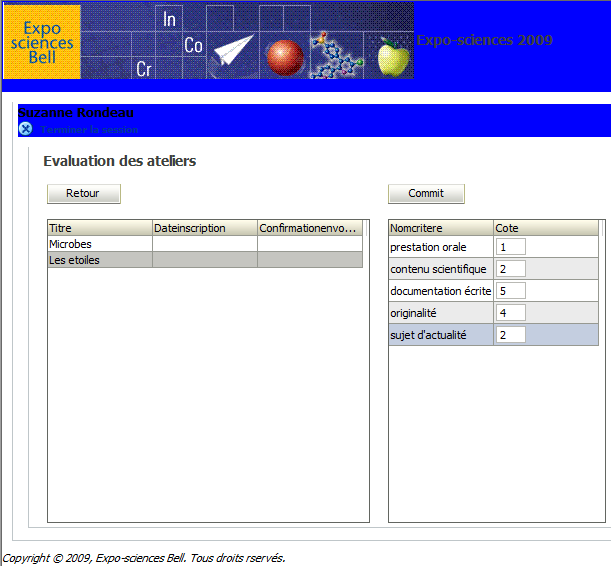 Expo
sciences
Bell
In
Co
Cr
Expo-sciences 2009
Suzanne Rondeau
Terminer la session
Evaluation des ateliers
Retour
Commit
Titre Dateinscription Confirmationenvo...
Microbes
Les etoiles
Nomcritere Cote
prestation orale 1
contenu scientifique 2
documentation écrite 5
originalité 4
sujet d'actualité 2
Copyright © 2009, Expo-sciences Bell. Tous droits rservés.